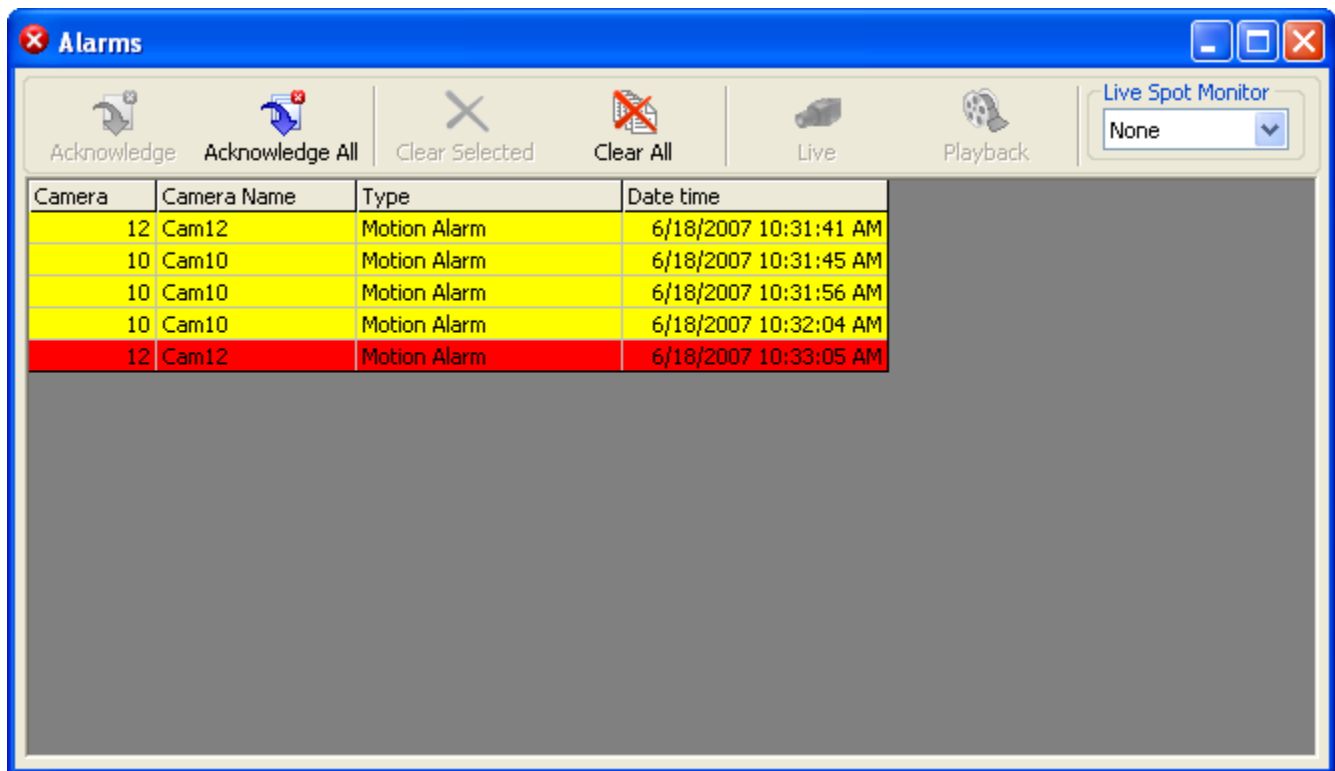 Alarms
Live Spot Monitor
None
Acknowledge Acknowledge All Clear Selected Clear All Live Playback
Camera Camera Name Type Date time
12 Cam12 Motion Alarm 6/18/2007 10:31:41 AM
10 Cam10 Motion Alarm 6/18/2007 10:31:45 AM
10 Cam10 Motion Alarm 6/18/2007 10:31:56 AM
10 Cam10 Motion Alarm 6/18/2007 10:32:04 AM
12 Cam12 Motion Alarm 6/18/2007 10:33:05 AM